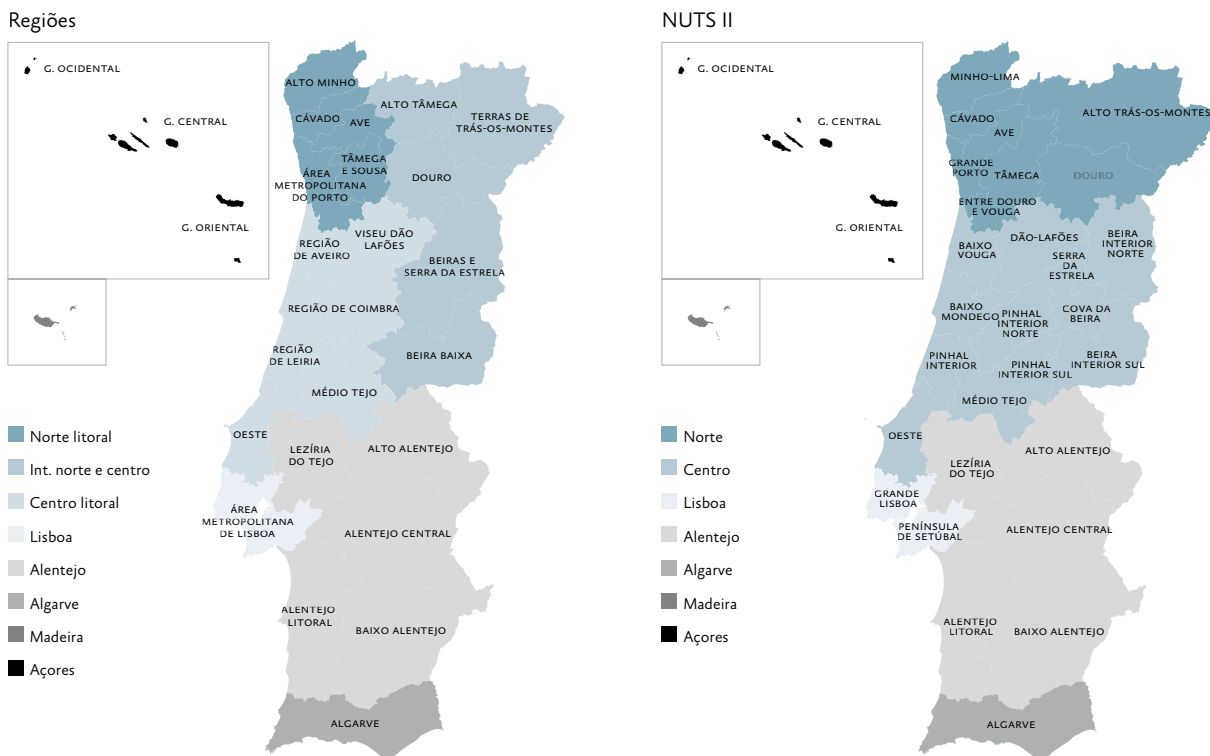 Regiões
G. OCIDENTAL
G. CENTRAL
G. ORIENTAL
ALTO MINHO
ALTO TÂMEGA
TERRAS DE
TRÁS-OS-MONTES
CÁVADO
AVE
TÂMEGA
E SOUSA
ÁREA
METROPOLITANA
DO PORTO
DOURO
VISEU DÃO
LAFÕES
REGIÃO
DE AVEIRO
BEIRAS E
SERRA DA ESTRELA
REGIÃO DE COIMBRA
REGIÃO
DE LEIRIA
BEIRA BAIXA
MÉDIO TEJO
OESTE
LEZÍRIA
DO TEJO
ALTO ALENTEJO
ÁREA
METROPOLITANA
DE LISBOA
ALENTEJO CENTRAL
ALENTEJO
LITORAL
BAIXO ALENTEJO
ALGARVE
Norte litoral
Int. norte e centro
Centro litoral
Lisboa
Alentejo
Algarve
Madeira
Açores
NUTS II
G. OCIDENTAL
G. CENTRAL
G. ORIENTAL
MINHO-LIMA
ALTO TRÁS-OS-MONTES
CÁVADO
AVE
GRANDE
PORTO
TÂMEGA
DOURO
ENTRE DOURO
E VOUGA
DÃO-LAFÕES
BEIRA
INTERIOR
NORTE
BAIXO
VOUGA
SERRA
DA
ESTRELA
BAIXO
MONDEGO
PINHAL
INTERIOR
NORTE
COVA DA
BEIRA
PINHAL
INTERIOR
PINHAL
INTERIOR SUL
BEIRA
INTERIOR SUL
MÉDIO TEJO
OESTE
LEZÍRIA
DO TEJO
ALTO ALENTEJO
GRANDE
LISBOA
PENÍNSULA
DE SETÚBAL
ALENTEJO CENTRAL
ALENTEJO
LITORAL
BAIXO ALENTEJO
ALGARVE
Norte
Centro
Lisboa
Alentejo
Algarve
Madeira
Açores